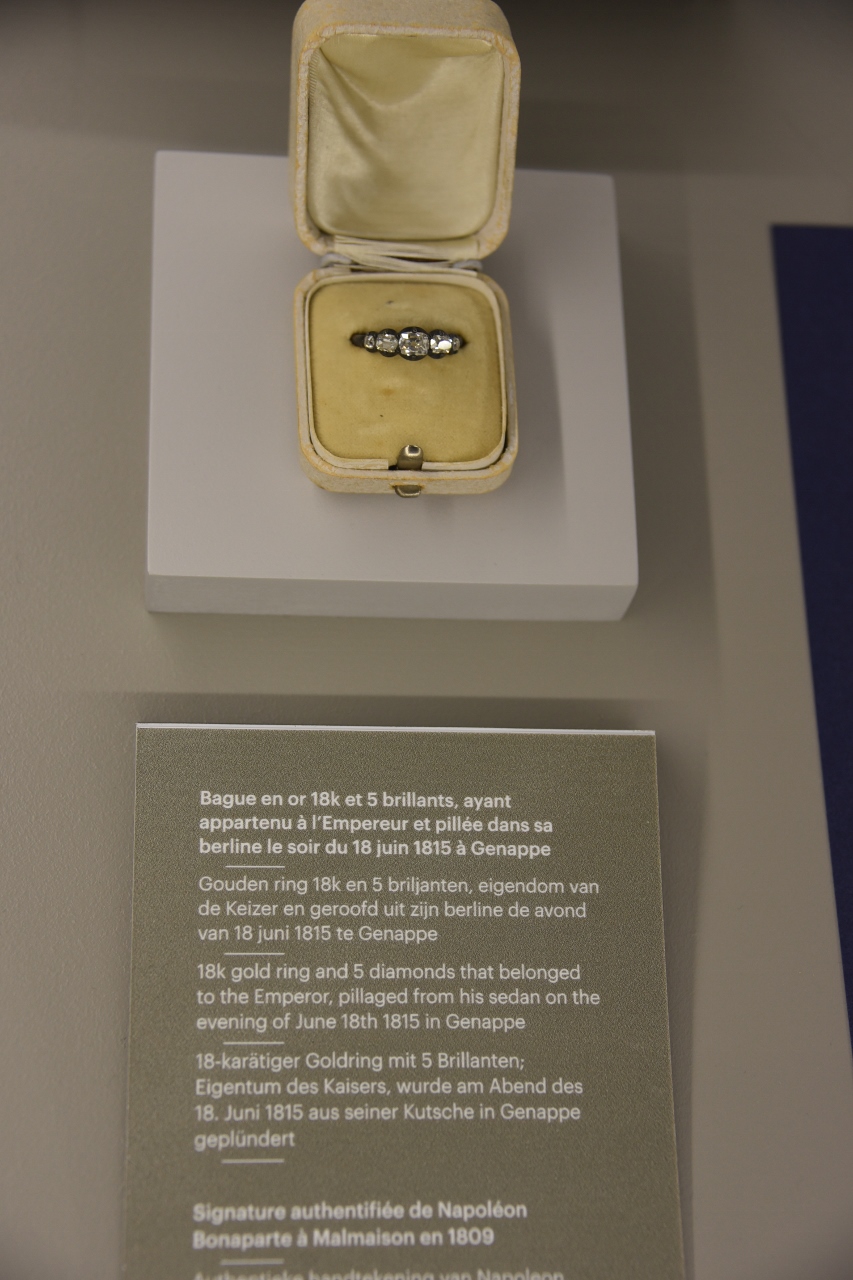 Bague en or 18k et 5 brillants, ayant
appartenu à l'Empereur et pillée dans sa
berline le soir du 18 juin 1815 à Genappe
Gouden ring 18k en 5 briljanten, eigendom van
de Keizer en geroofd uit zijn berline de avond
van 18 juni 1815 te Genappe
18k gold ring and 5 diamonds that belonged
to the Emperor, pillaged from his sedan on the
evening of June 18th 1815 in Genappe
18-karätiger Goldring mit 5 Brillanten;
Eigentum des Kaisers, wurde am Abend des
18. Juni 1815 aus seiner Kutsche in Genappe
geplündert
Signature authentifiée de Napoléon
Bonaparte à Malmaison en 1809
Authentieke handtekening van Napoleon